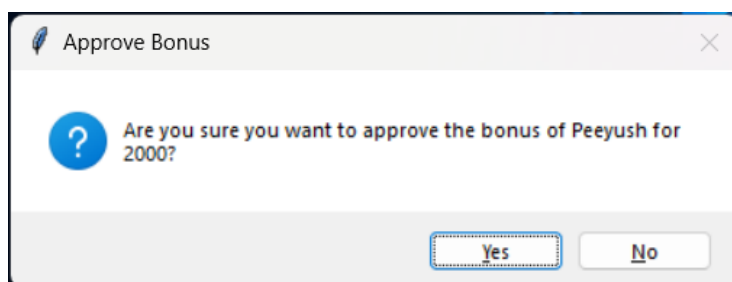 Approve Bonus
Are you sure you want to approve the bonus of Peeyush for
2000?
Yes
No